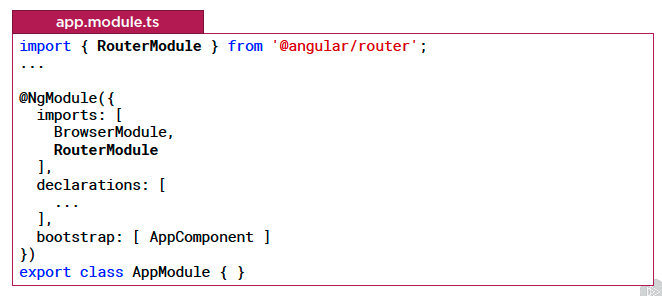 app.module.ts
import { RouterModule } from '@angular/router';
...
@NgModule({
  imports: [
    BrowserModule,
    RouterModule
  ],
  declarations: [
    ...
  ],
  bootstrap: [ AppComponent ]
})
export class AppModule { }